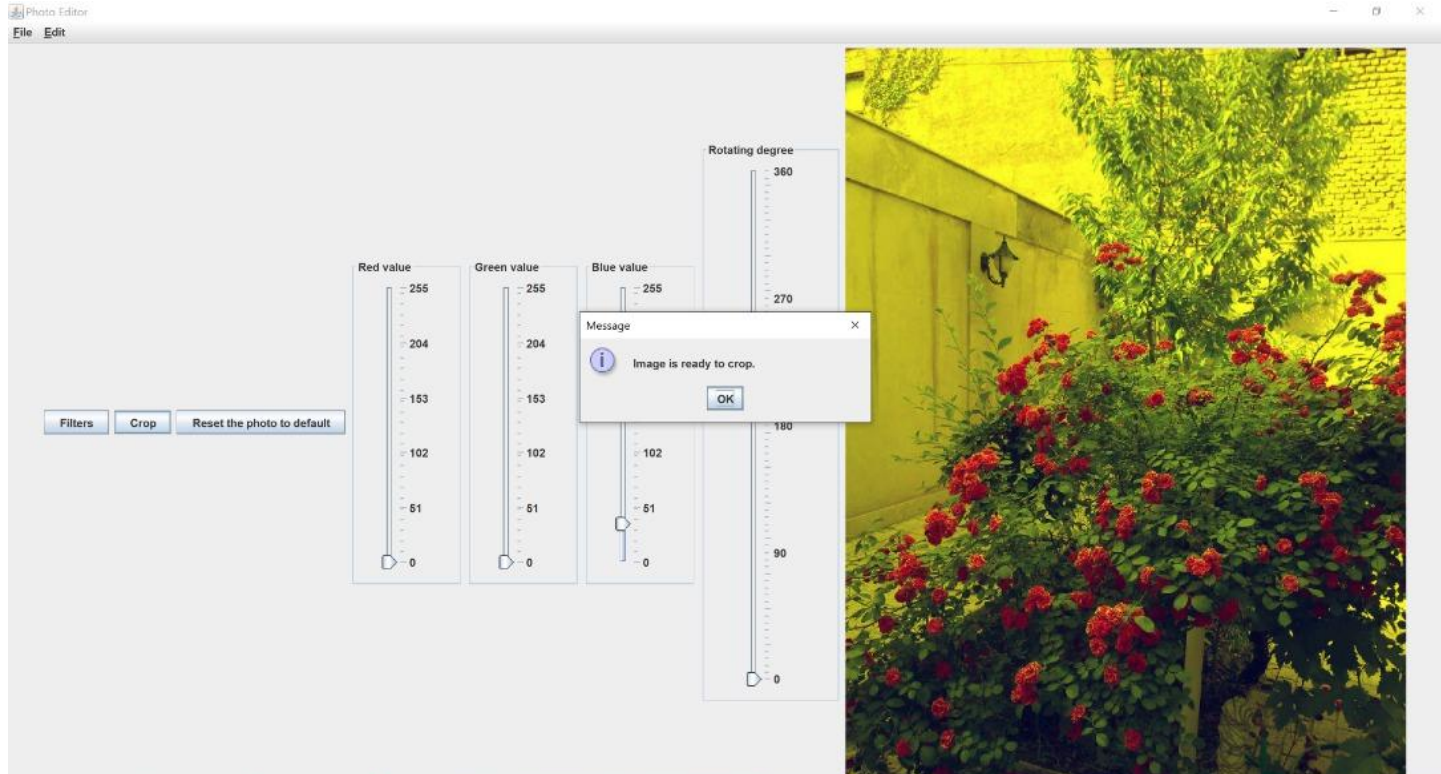 Photo Editor
File Edit
Rotating degree
360
270
180
90
0
Red value
255
204
153
102
51
0
Green value
255
204
153
102
51
0
Blue value
255
102
51
0
Message
Image is ready to crop.
OK
Filters
Crop
Reset the photo to default